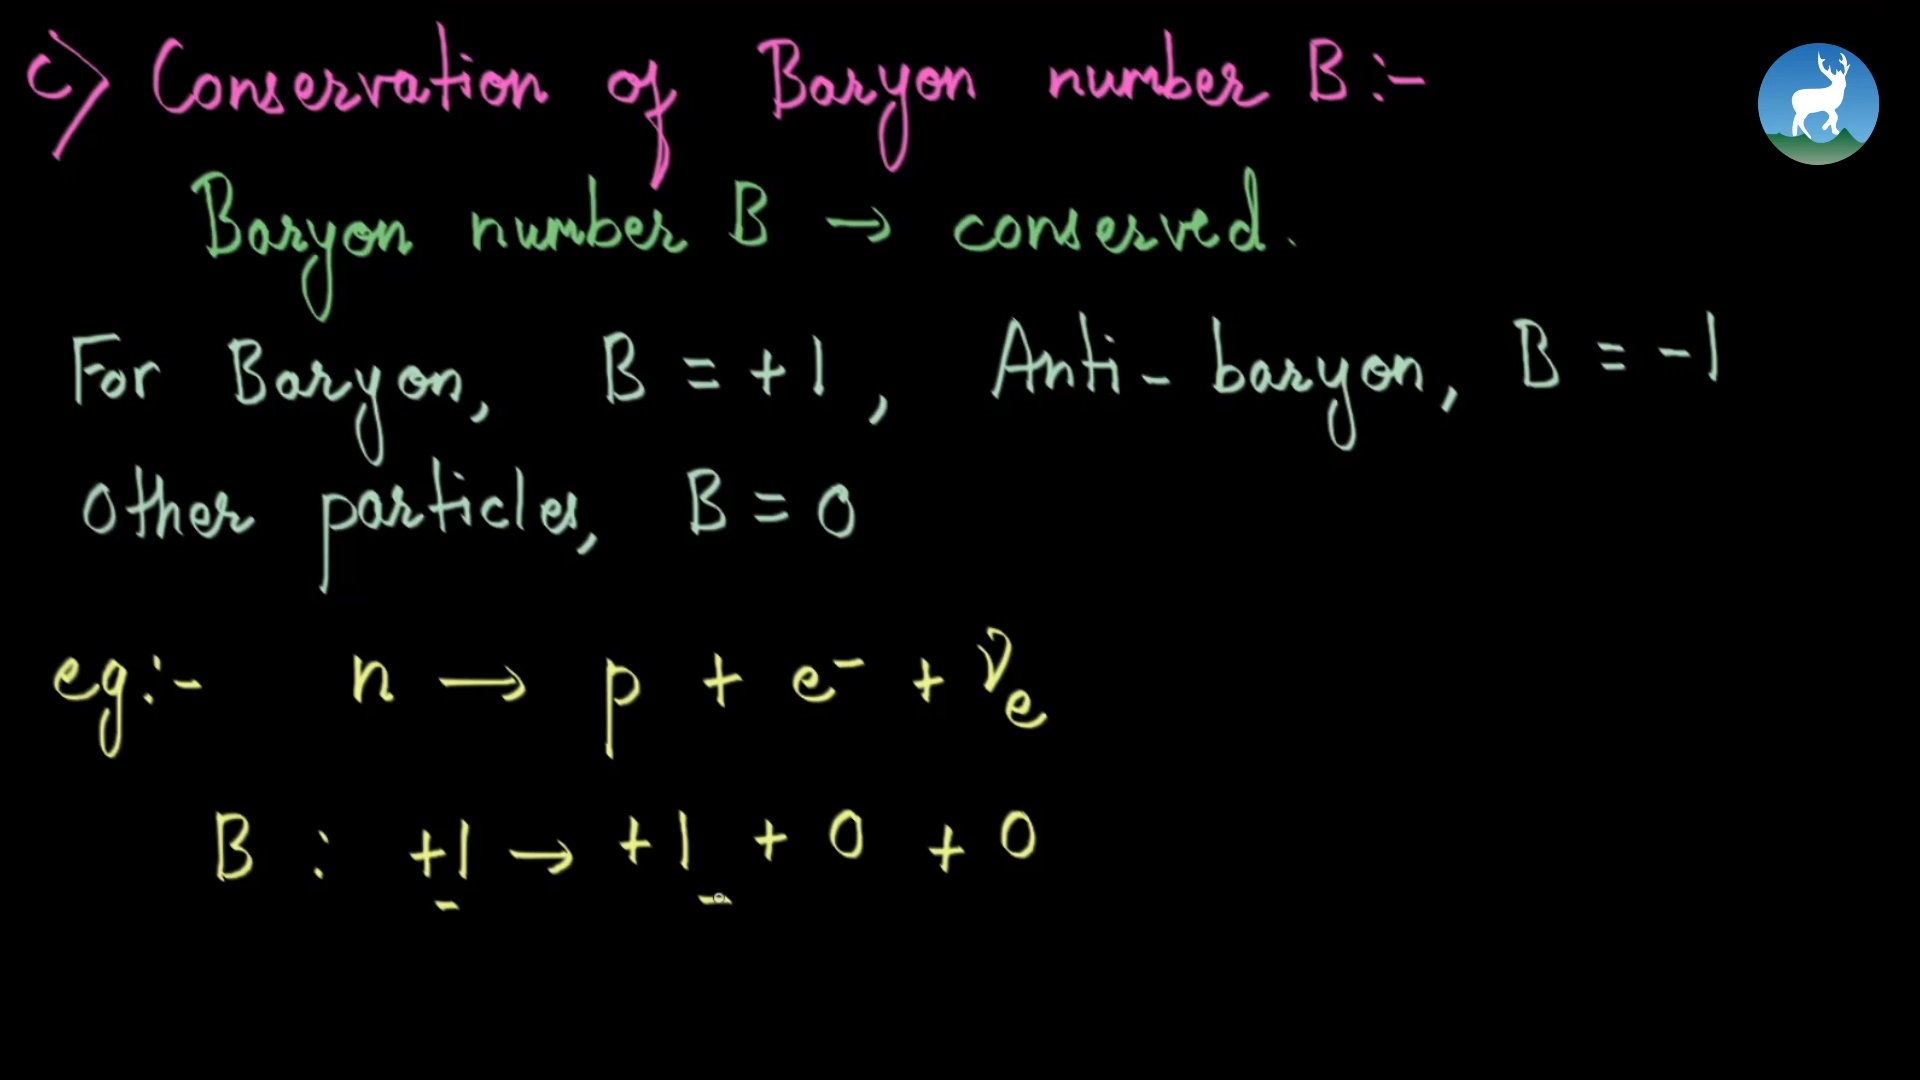 c) Conservation of Baryon number B :-
Baryon number B → conserved.
For Baryon, B = +1, Anti-baryon, B = -1
Other particles, B = 0
eg:- n → p + e⁻ + νₑ
B : +1 → +1 + 0 + 0